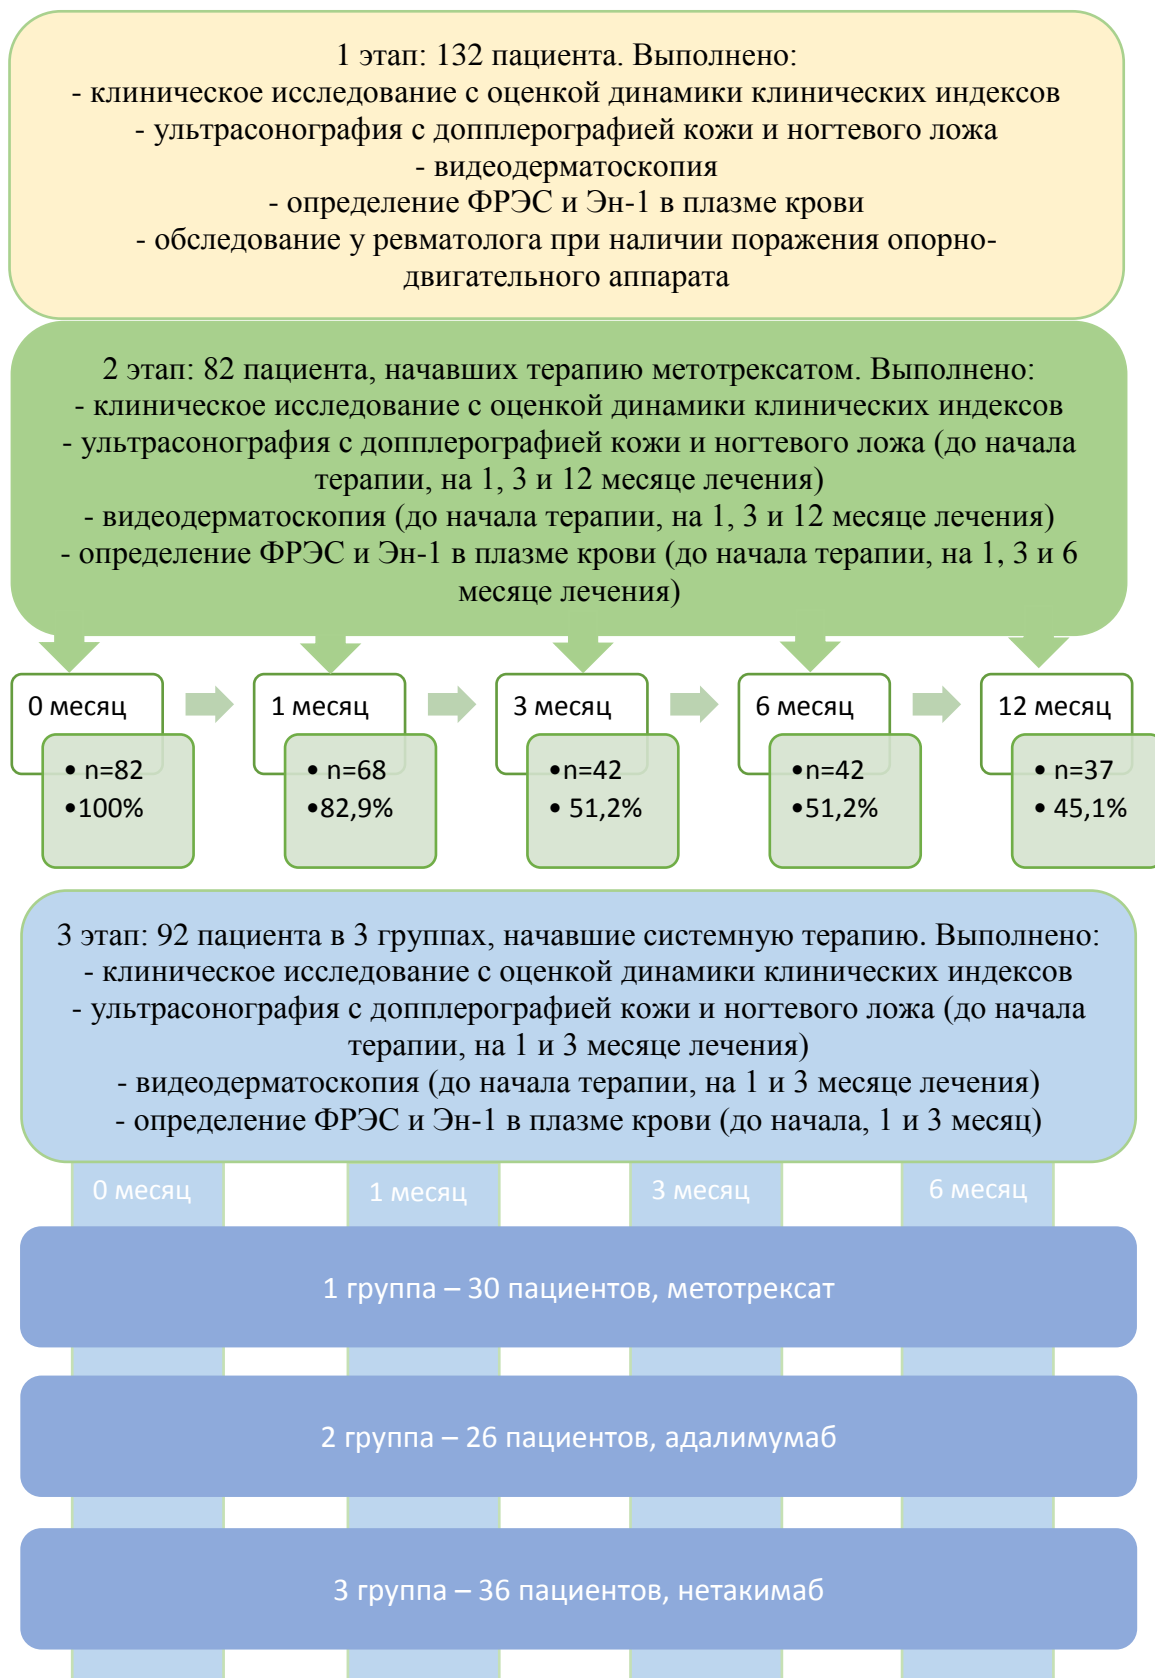 1 этап: 132 пациента. Выполнено:
- клиническое исследование с оценкой динамики клинических индексов
- ультрасонография с допплерографией кожи и ногтевого ложа
- видеодерматоскопия
- определение ФРЭС и Эн-1 в плазме крови
- обследование у ревматолога при наличии поражения опорно-
двигательного аппарата
2 этап: 82 пациента, начавших терапию метотрексатом. Выполнено:
- клиническое исследование с оценкой динамики клинических индексов
- ультрасонография с допплерографией кожи и ногтевого ложа (до начала
терапии, на 1, 3 и 12 месяце лечения)
- видеодерматоскопия (до начала терапии, на 1, 3 и 12 месяце лечения)
- определение ФРЭС и Эн-1 в плазме крови (до начала терапии, на 1, 3 и 6
месяце лечения)
0 месяц
• n=82
•100%
1 месяц
• n=68
•82,9%
3 месяц
•n=42
• 51,2%
6 месяц
•n=42
•51,2%
12 месяц
• n=37
• 45,1%
3 этап: 92 пациента в 3 группах, начавшие системную терапию. Выполнено:
- клиническое исследование с оценкой динамики клинических индексов
- ультрасонография с допплерографией кожи и ногтевого ложа (до начала
терапии, на 1 и 3 месяце лечения)
- видеодерматоскопия (до начала терапии, на 1 и 3 месяце лечения)
- определение ФРЭС и Эн-1 в плазме крови (до начала, 1 и 3 месяц)
0 месяц
1 месяц
3 месяц
6 месяц
1 группа – 30 пациентов, метотрексат
2 группа – 26 пациентов, адалимумаб
3 группа – 36 пациентов, нетакимаб